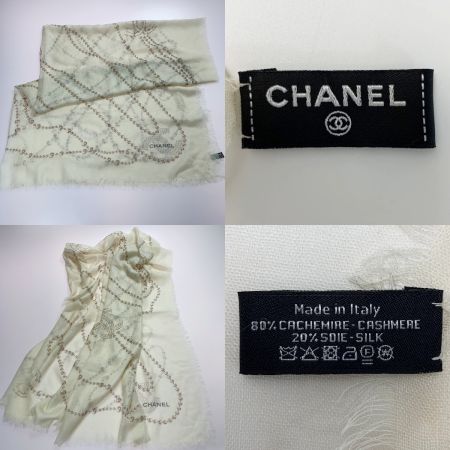 CHANEL
CHANEL
CHANEL
Made in Italy
80% CACHEMIRE - CASHMERE
20% SOIE - SILK